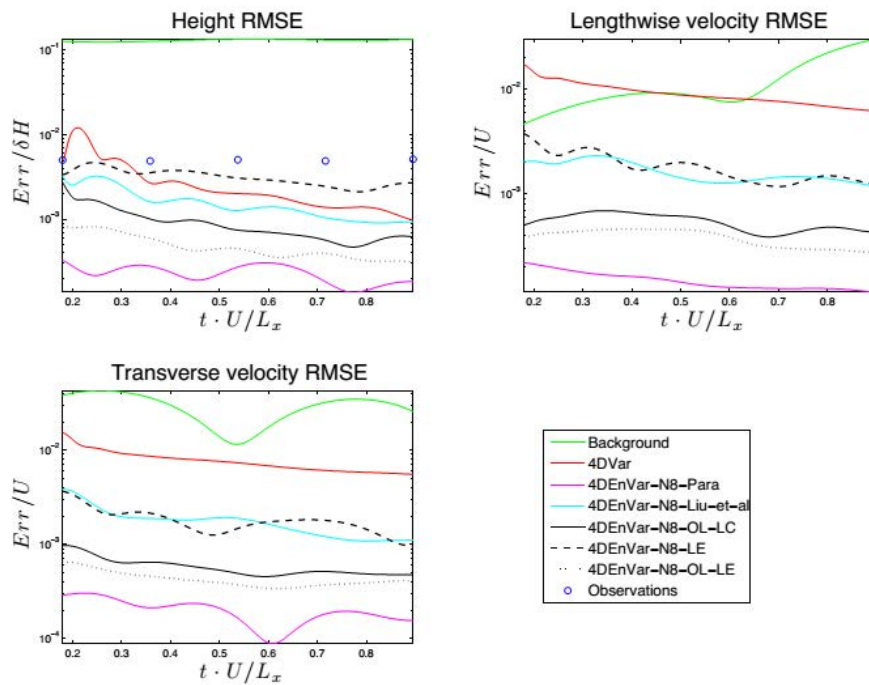 Height RMSE
Err/δH
10⁻¹
10⁻²
10⁻³
0.2 0.3 0.4 0.5 0.6 0.7 0.8
t · U/Lₓ
Lengthwise velocity RMSE
Err/U
10⁻²
10⁻³
0.2 0.3 0.4 0.5 0.6 0.7 0.8
t · U/Lₓ
Transverse velocity RMSE
Err/U
10⁻²
10⁻³
10⁻⁴
0.2 0.3 0.4 0.5 0.6 0.7 0.8
t · U/Lₓ
Background
4DVar
4DEnVar-N8-Para
4DEnVar-N8-Liu-et-al
4DEnVar-N8-OL-LC
4DEnVar-N8-LE
4DEnVar-N8-OL-LE
Observations